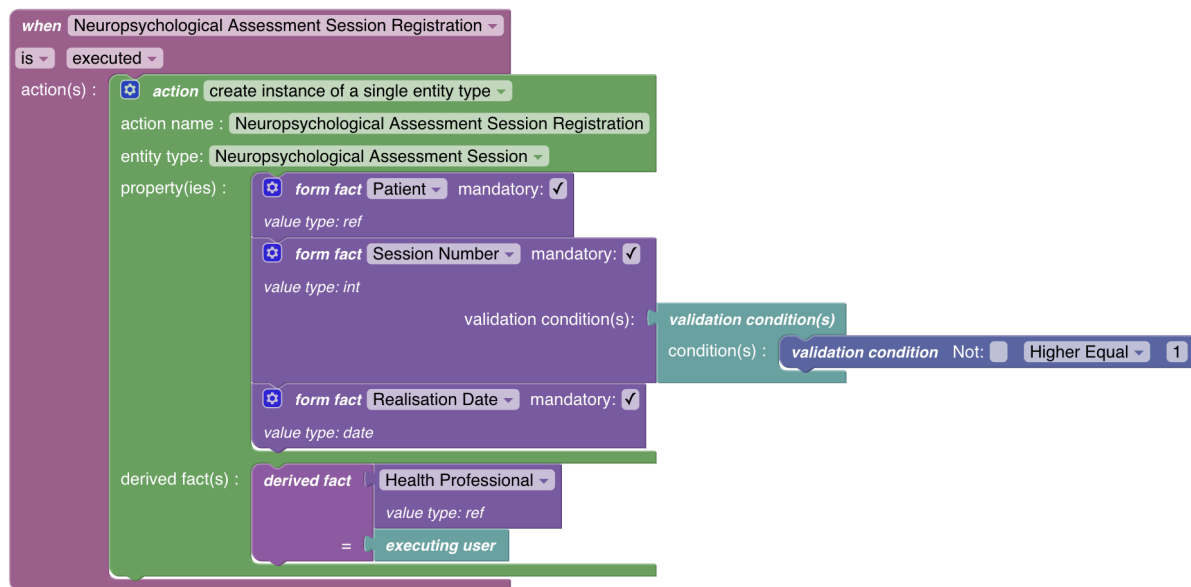 when Neuropsychological Assessment Session Registration
is executed
action(s) : action create instance of a single entity type
action name : Neuropsychological Assessment Session Registration
entity type: Neuropsychological Assessment Session
property(ies) : form fact Patient mandatory: ✓
value type: ref
form fact Session Number mandatory: ✓
value type: int
validation condition(s): validation condition(s)
condition(s) : validation condition Not: Higher Equal 1
form fact Realisation Date mandatory: ✓
value type: date
derived fact(s) : derived fact Health Professional
value type: ref
= executing user